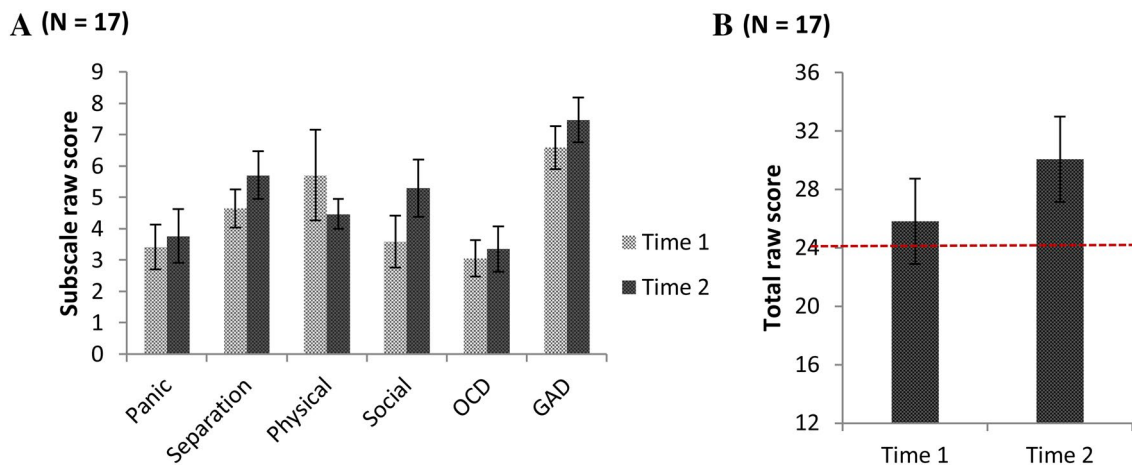 A (N = 17)
Subscale raw score
9
8
7
6
5
4
3
2
1
0
Panic
Separation
Physical
Social
OCD
GAD
Time 1
Time 2
B (N = 17)
Total raw score
36
32
28
24
20
16
12
Time 1
Time 2